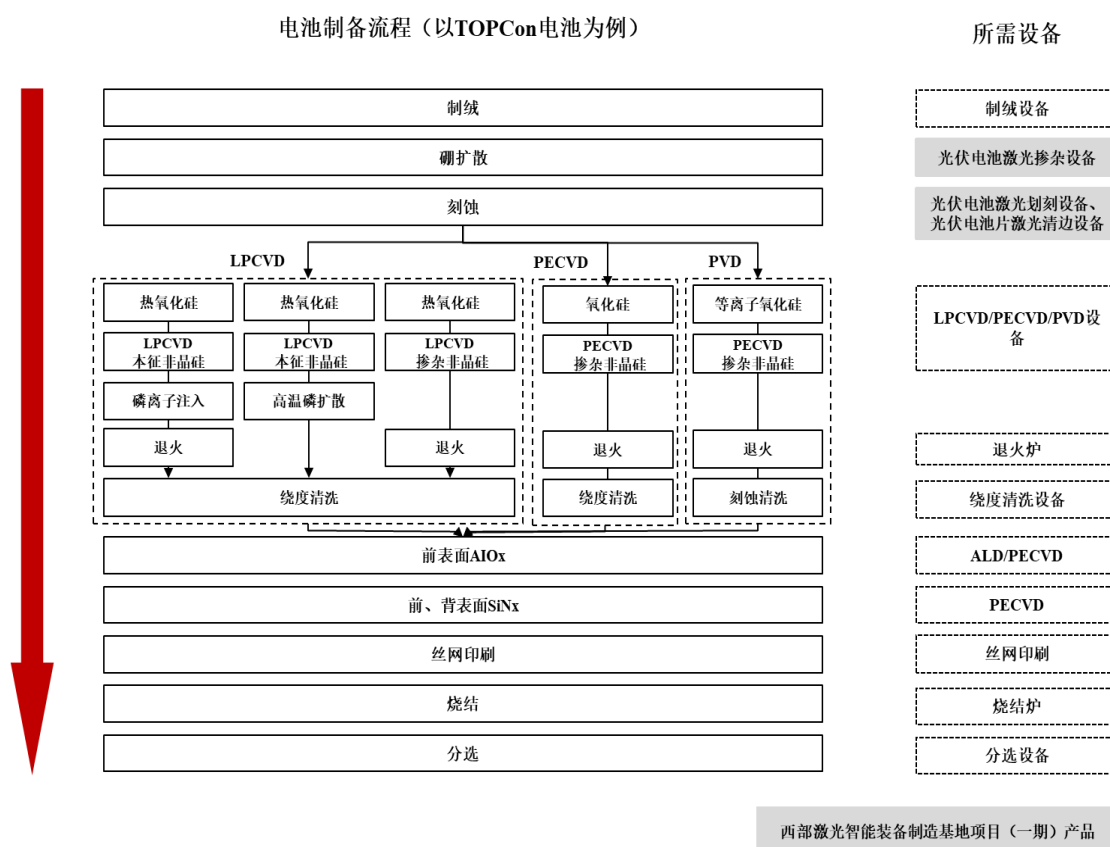 电池制备流程（以TOPCon电池为例）
所需设备
制绒
制绒设备
硼扩散
光伏电池激光掺杂设备
刻蚀
光伏电池激光划刻设备、
光伏电池片激光清边设备
LPCVD
PECVD
PVD
热氧化硅
热氧化硅
热氧化硅
氧化硅
等离子氧化硅
LPCVD
本征非晶硅
LPCVD
本征非晶硅
LPCVD
掺杂非晶硅
PECVD
掺杂非晶硅
PECVD
掺杂非晶硅
LPCVD/PECVD/PVD设
备
磷离子注入
高温磷扩散
退火
退火
退火
退火
退火炉
绕度清洗
绕度清洗
刻蚀清洗
绕度清洗设备
前表面AIOx
ALD/PECVD
前、背表面SiNx
PECVD
丝网印刷
丝网印刷
烧结
烧结炉
分选
分选设备
西部激光智能装备制造基地项目（一期）产品